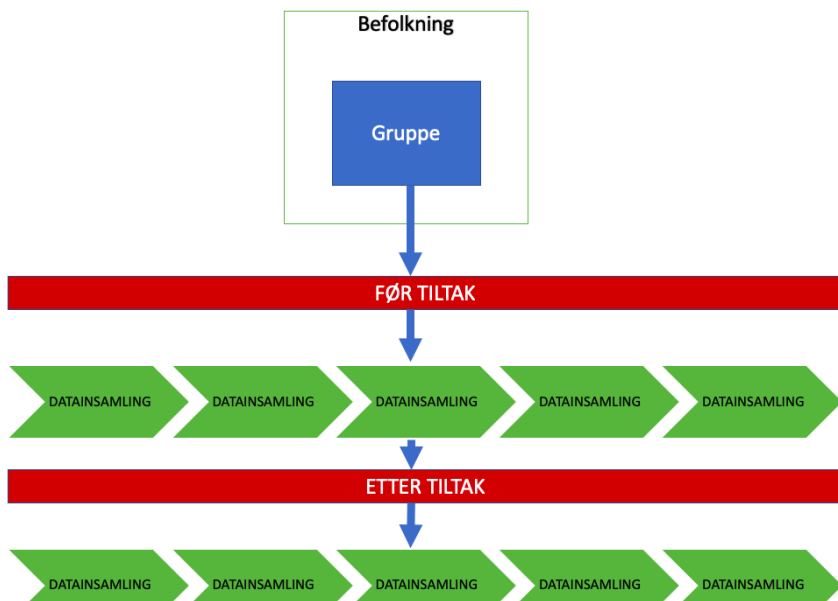 Befolkning
Gruppe
FØR TILTAK
DATAINSAMLING DATAINSAMLING DATAINSAMLING DATAINSAMLING DATAINSAMLING
ETTER TILTAK
DATAINSAMLING DATAINSAMLING DATAINSAMLING DATAINSAMLING DATAINSAMLING